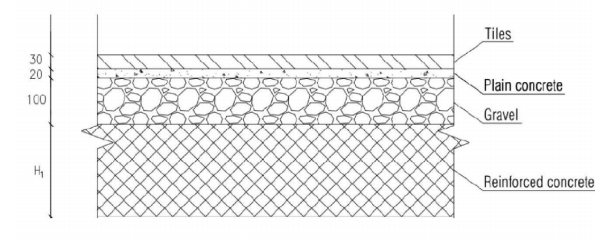 Tiles
30
20
Plain concrete
100
Gravel
H₁
Reinforced concrete